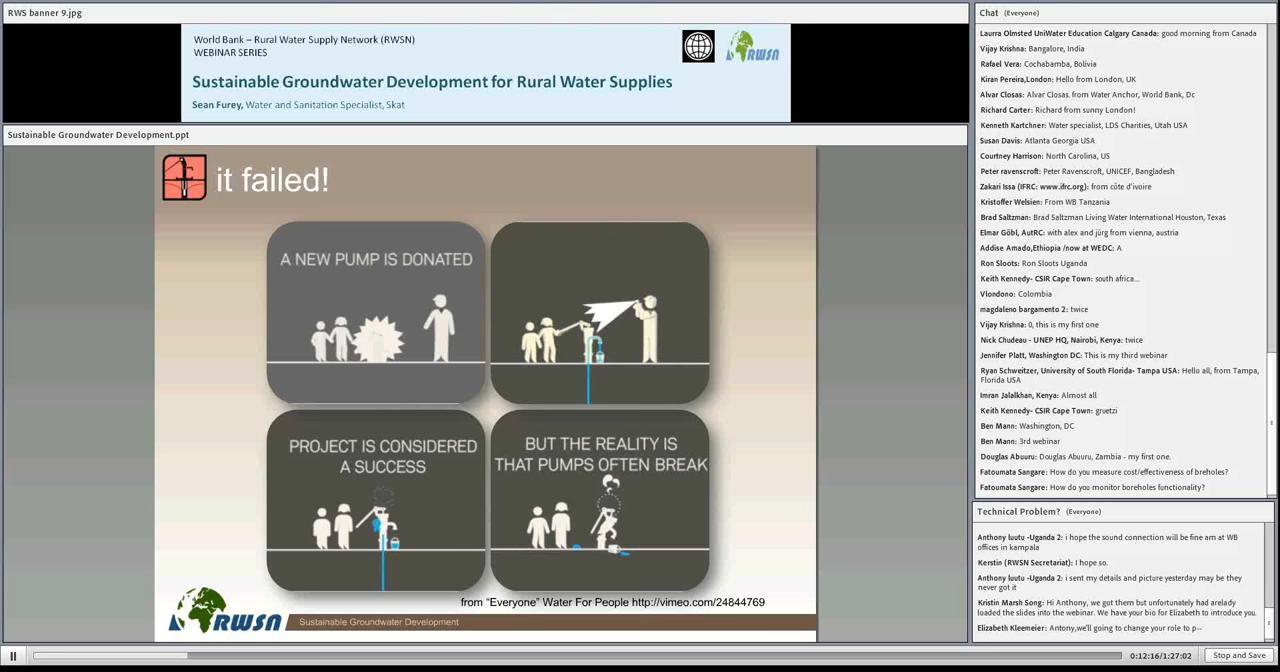 RWS banner 9.jpg
World Bank – Rural Water Supply Network (RWSN)
WEBINAR SERIES
RWSN
Sustainable Groundwater Development for Rural Water Supplies
Sean Furey, Water and Sanitation Specialist, Skat
Sustainable Groundwater Development.ppt
it failed!
A NEW PUMP IS DONATED
PROJECT IS CONSIDERED
A SUCCESS
BUT THE REALITY IS
THAT PUMPS OFTEN BREAK
from “Everyone” Water For People http://vimeo.com/24844769
RWSN
Sustainable Groundwater Development
Chat (Everyone)
Laurra Olmsted UniWater Education Calgary Canada: good morning from Canada
Vijay Krishna: Bangalore, India
Rafael Vera: Cochabamba, Bolivia
Kiran Pereira,London: Hello from London, UK
Alvar Closas: Alvar Closas. from Water Anchor, World Bank, Dc
Richard Carter: Richard from sunny London!
Kenneth Kartchner: Water specialist, LDS Charities, Utah USA
Susan Davis: Atlanta Georgia USA
Courtney Harrison: North Carolina, US
Peter ravenscroft: Peter Ravenscroft, UNICEF, Bangladesh
Zakari Issa (IFRC: www.ifrc.org): from côte d'ivoire
Kristoffer Welsien: From WB Tanzania
Brad Saltzman: Brad Saltzman Living Water International Houston, Texas
Elmar Göbl, AutRC: with alex and jürg from vienna, austria
Addise Amado,Ethiopia /now at WEDC: A
Ron Sloots: Ron Sloots Uganda
Keith Kennedy- CSIR Cape Town: south africa...
Vlondono: Colombia
magdaleno bargamento 2: twice
Vijay Krishna: 0, this is my first one
Nick Chudeau - UNEP HQ, Nairobi, Kenya: twice
Jennifer Platt, Washington DC: This is my third webinar
Ryan Schweitzer, University of South Florida- Tampa USA: Hello all, from Tampa,
Florida USA
Imran Jalalkhan, Kenya: Almost all
Keith Kennedy- CSIR Cape Town: gruetzi
Ben Mann: Washington, DC
Ben Mann: 3rd webinar
Douglas Abuuru: Douglas Abuuru, Zambia - my first one.
Fatoumata Sangare: How do you measure cost/effectiveness of breholes?
Fatoumata Sangare: How do you monitor boreholes functionality?
Technical Problem? (Everyone)
Anthony luutu -Uganda 2: i hope the sound connection will be fine am at WB
offices in kampala
Kerstin (RWSN Secretariat): I hope so.
Anthony luutu -Uganda 2: i sent my details and picture yesterday may be they
never got it
Kristin Marsh Song: Hi Anthony, we got them but unfortunately had arelady
loaded the slides into the webinar. We have your bio for Elizabeth to introduce you.
Elizabeth Kleemeier: Antony,we'll going to change your role to p--
0:12:16/1:27:02
Stop and Save